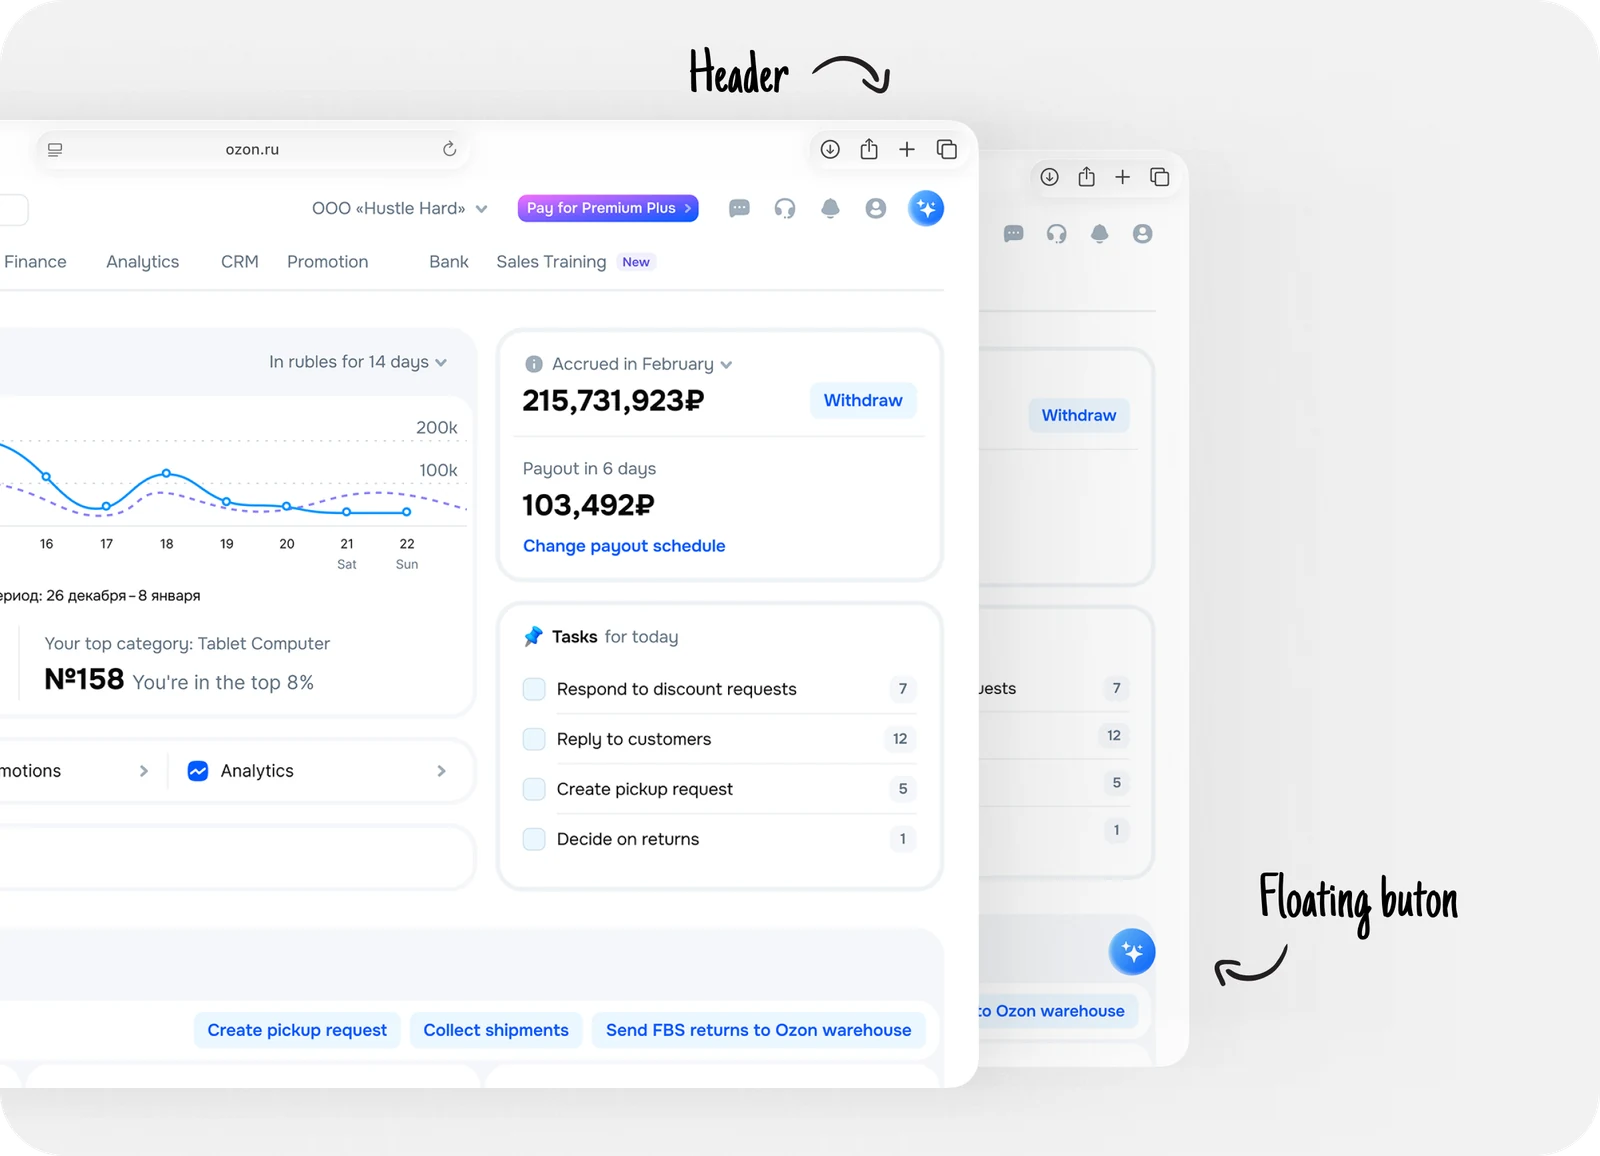 Header
ozon.ru
OOO «Hustle Hard»
Pay for Premium Plus
Finance Analytics CRM Promotion Bank Sales Training New
In rubles for 14 days
200k
100k
16 17 18 19 20 21 22
Sat Sun
ериод: 26 декабря – 8 января
Your top category: Tablet Computer
№158 You're in the top 8%
motions
Analytics
Accrued in February
215,731,923₽
Withdraw
Payout in 6 days
103,492₽
Change payout schedule
Tasks for today
Respond to discount requests 7
Reply to customers 12
Create pickup request 5
Decide on returns 1
Create pickup request
Collect shipments
Send FBS returns to Ozon warehouse
Withdraw
uests 7
12
5
1
to Ozon warehouse
Floating buton